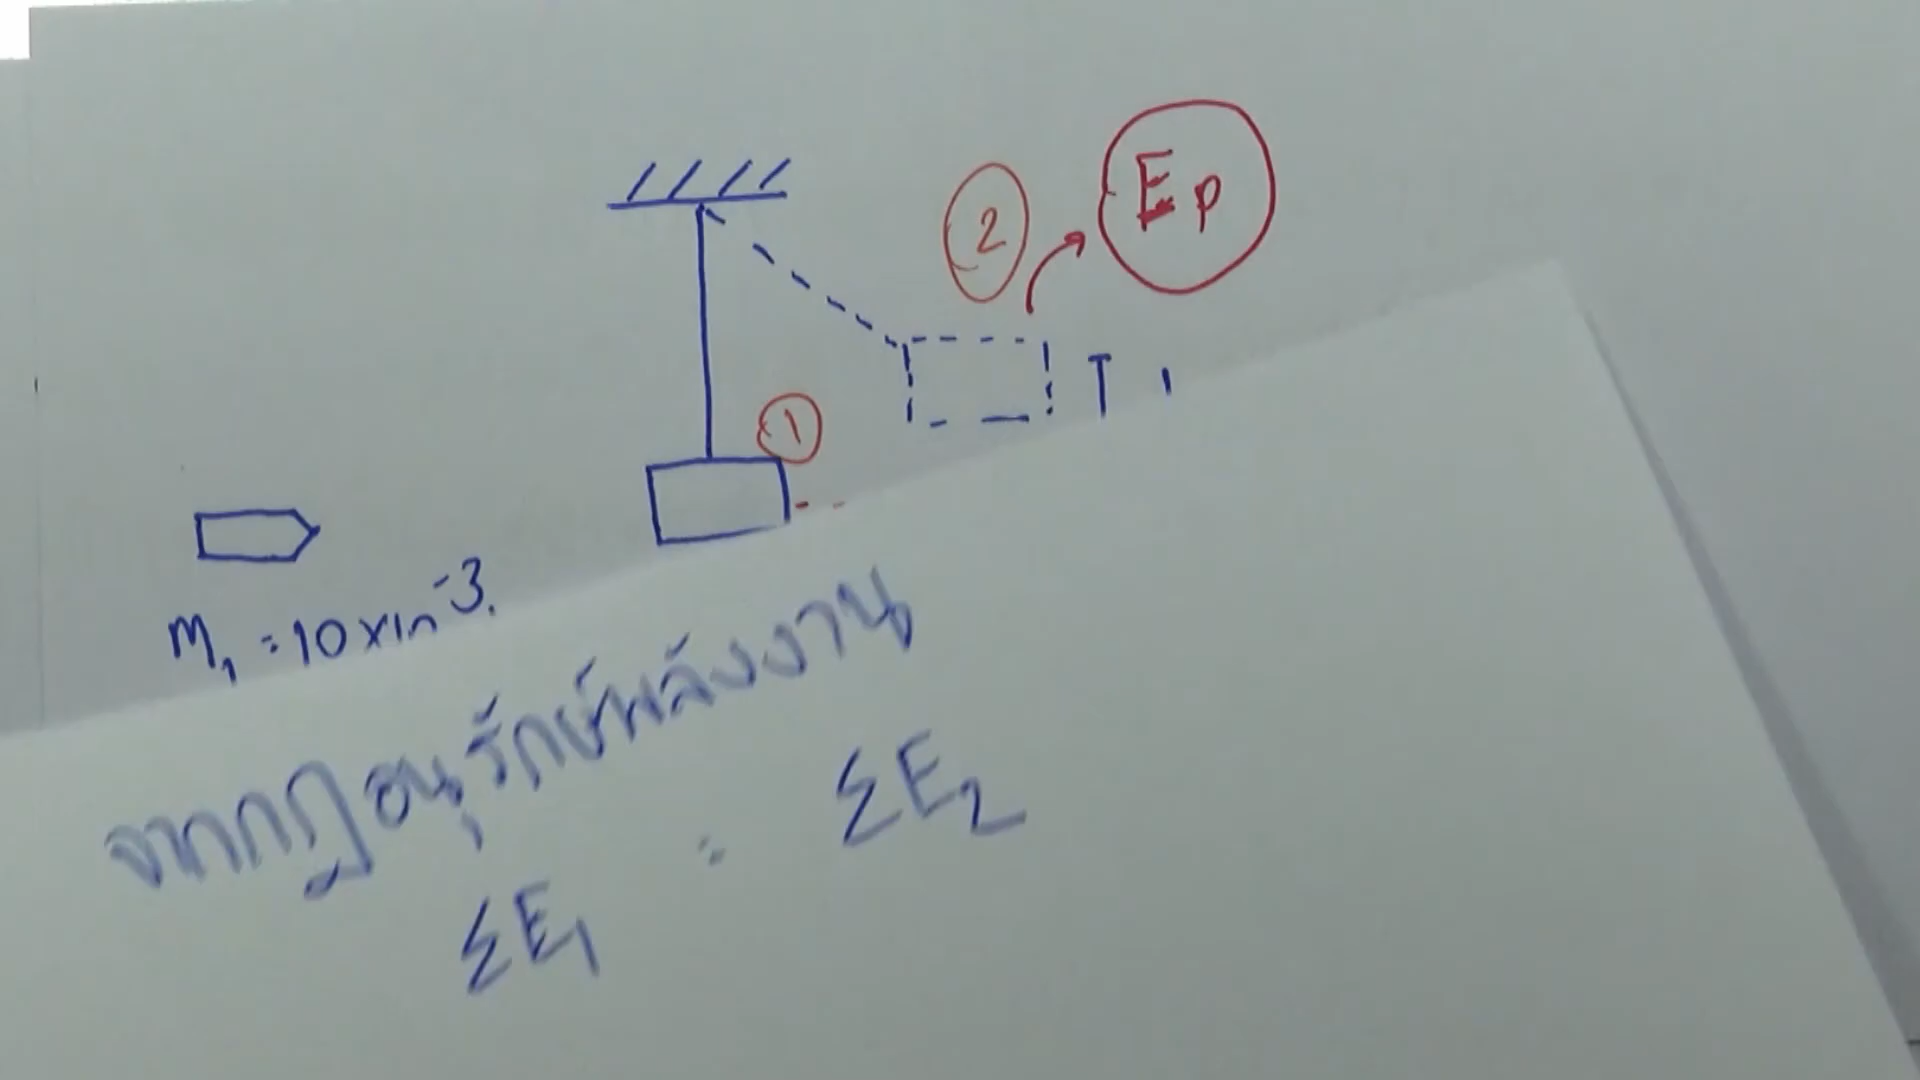 2
Ep
1
m₁ = 10×10⁻³
จากกฎอนุรักษ์พลังงาน
ΣE₁ = ΣE₂